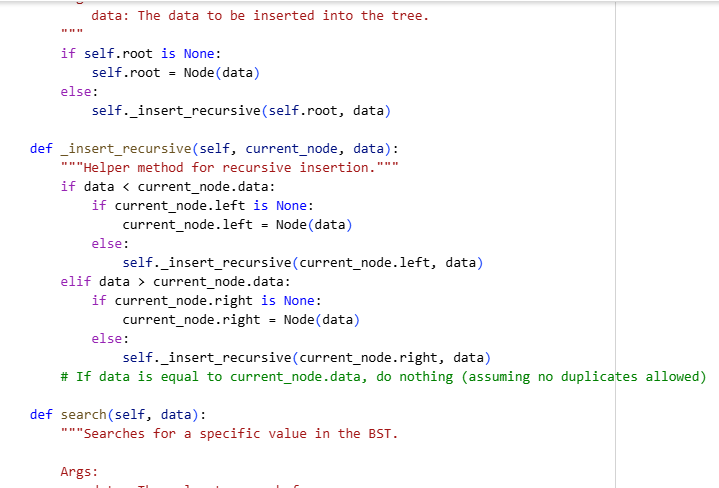 data: The data to be inserted into the tree.
        """
        if self.root is None:
            self.root = Node(data)
        else:
            self._insert_recursive(self.root, data)

    def _insert_recursive(self, current_node, data):
        """Helper method for recursive insertion."""
        if data < current_node.data:
            if current_node.left is None:
                current_node.left = Node(data)
            else:
                self._insert_recursive(current_node.left, data)
        elif data > current_node.data:
            if current_node.right is None:
                current_node.right = Node(data)
            else:
                self._insert_recursive(current_node.right, data)
        # If data is equal to current_node.data, do nothing (assuming no duplicates allowed)

    def search(self, data):
        """Searches for a specific value in the BST.

        Args: